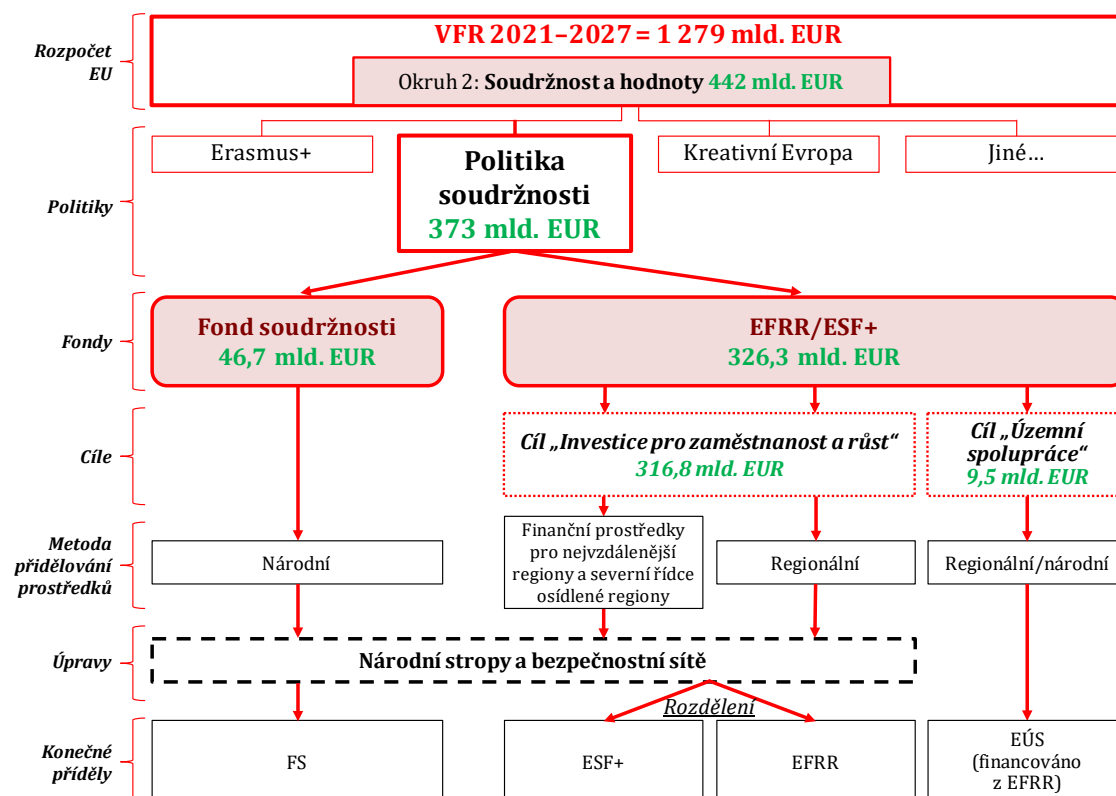 Rozpočet
EU
VFR 2021–2027 = 1 279 mld. EUR
Okruh 2: Soudržnost a hodnoty 442 mld. EUR
Politiky
Erasmus+
Politika
soudržnosti
373 mld. EUR
Kreativní Evropa
Jiné…
Fondy
Fond soudržnosti
46,7 mld. EUR
EFRR/ESF+
326,3 mld. EUR
Cíle
Cíl „Investice pro zaměstnanost a růst“
316,8 mld. EUR
Cíl „Územní
spolupráce“
9,5 mld. EUR
Metoda
přidělování
prostředků
Národní
Finanční prostředky
pro nejvzdálenější
regiony a severní řídce
osídlené regiony
Regionální
Regionální/národní
Úpravy
Národní stropy a bezpečnostní sítě
Rozdělení
Konečné
příděly
FS
ESF+
EFRR
EÚS
(financováno
z EFRR)